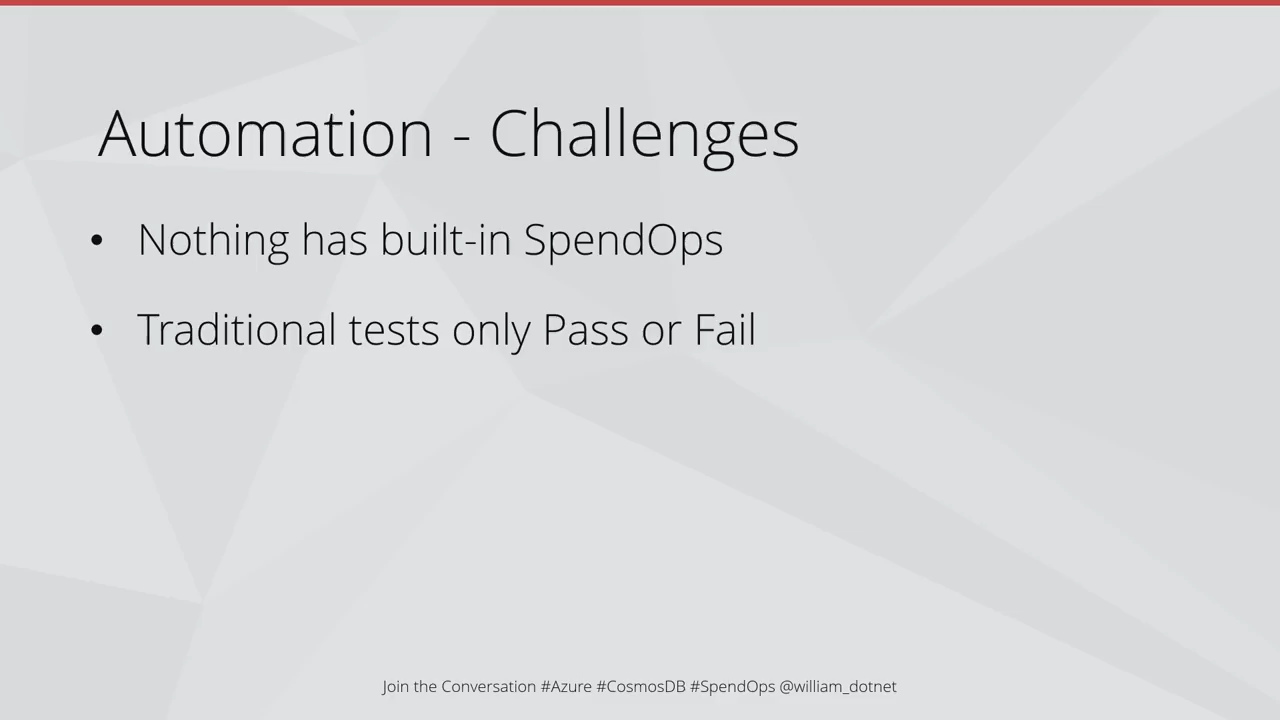 Automation - Challenges
• Nothing has built-in SpendOps
• Traditional tests only Pass or Fail
Join the Conversation #Azure #CosmosDB #SpendOps @william_dotnet